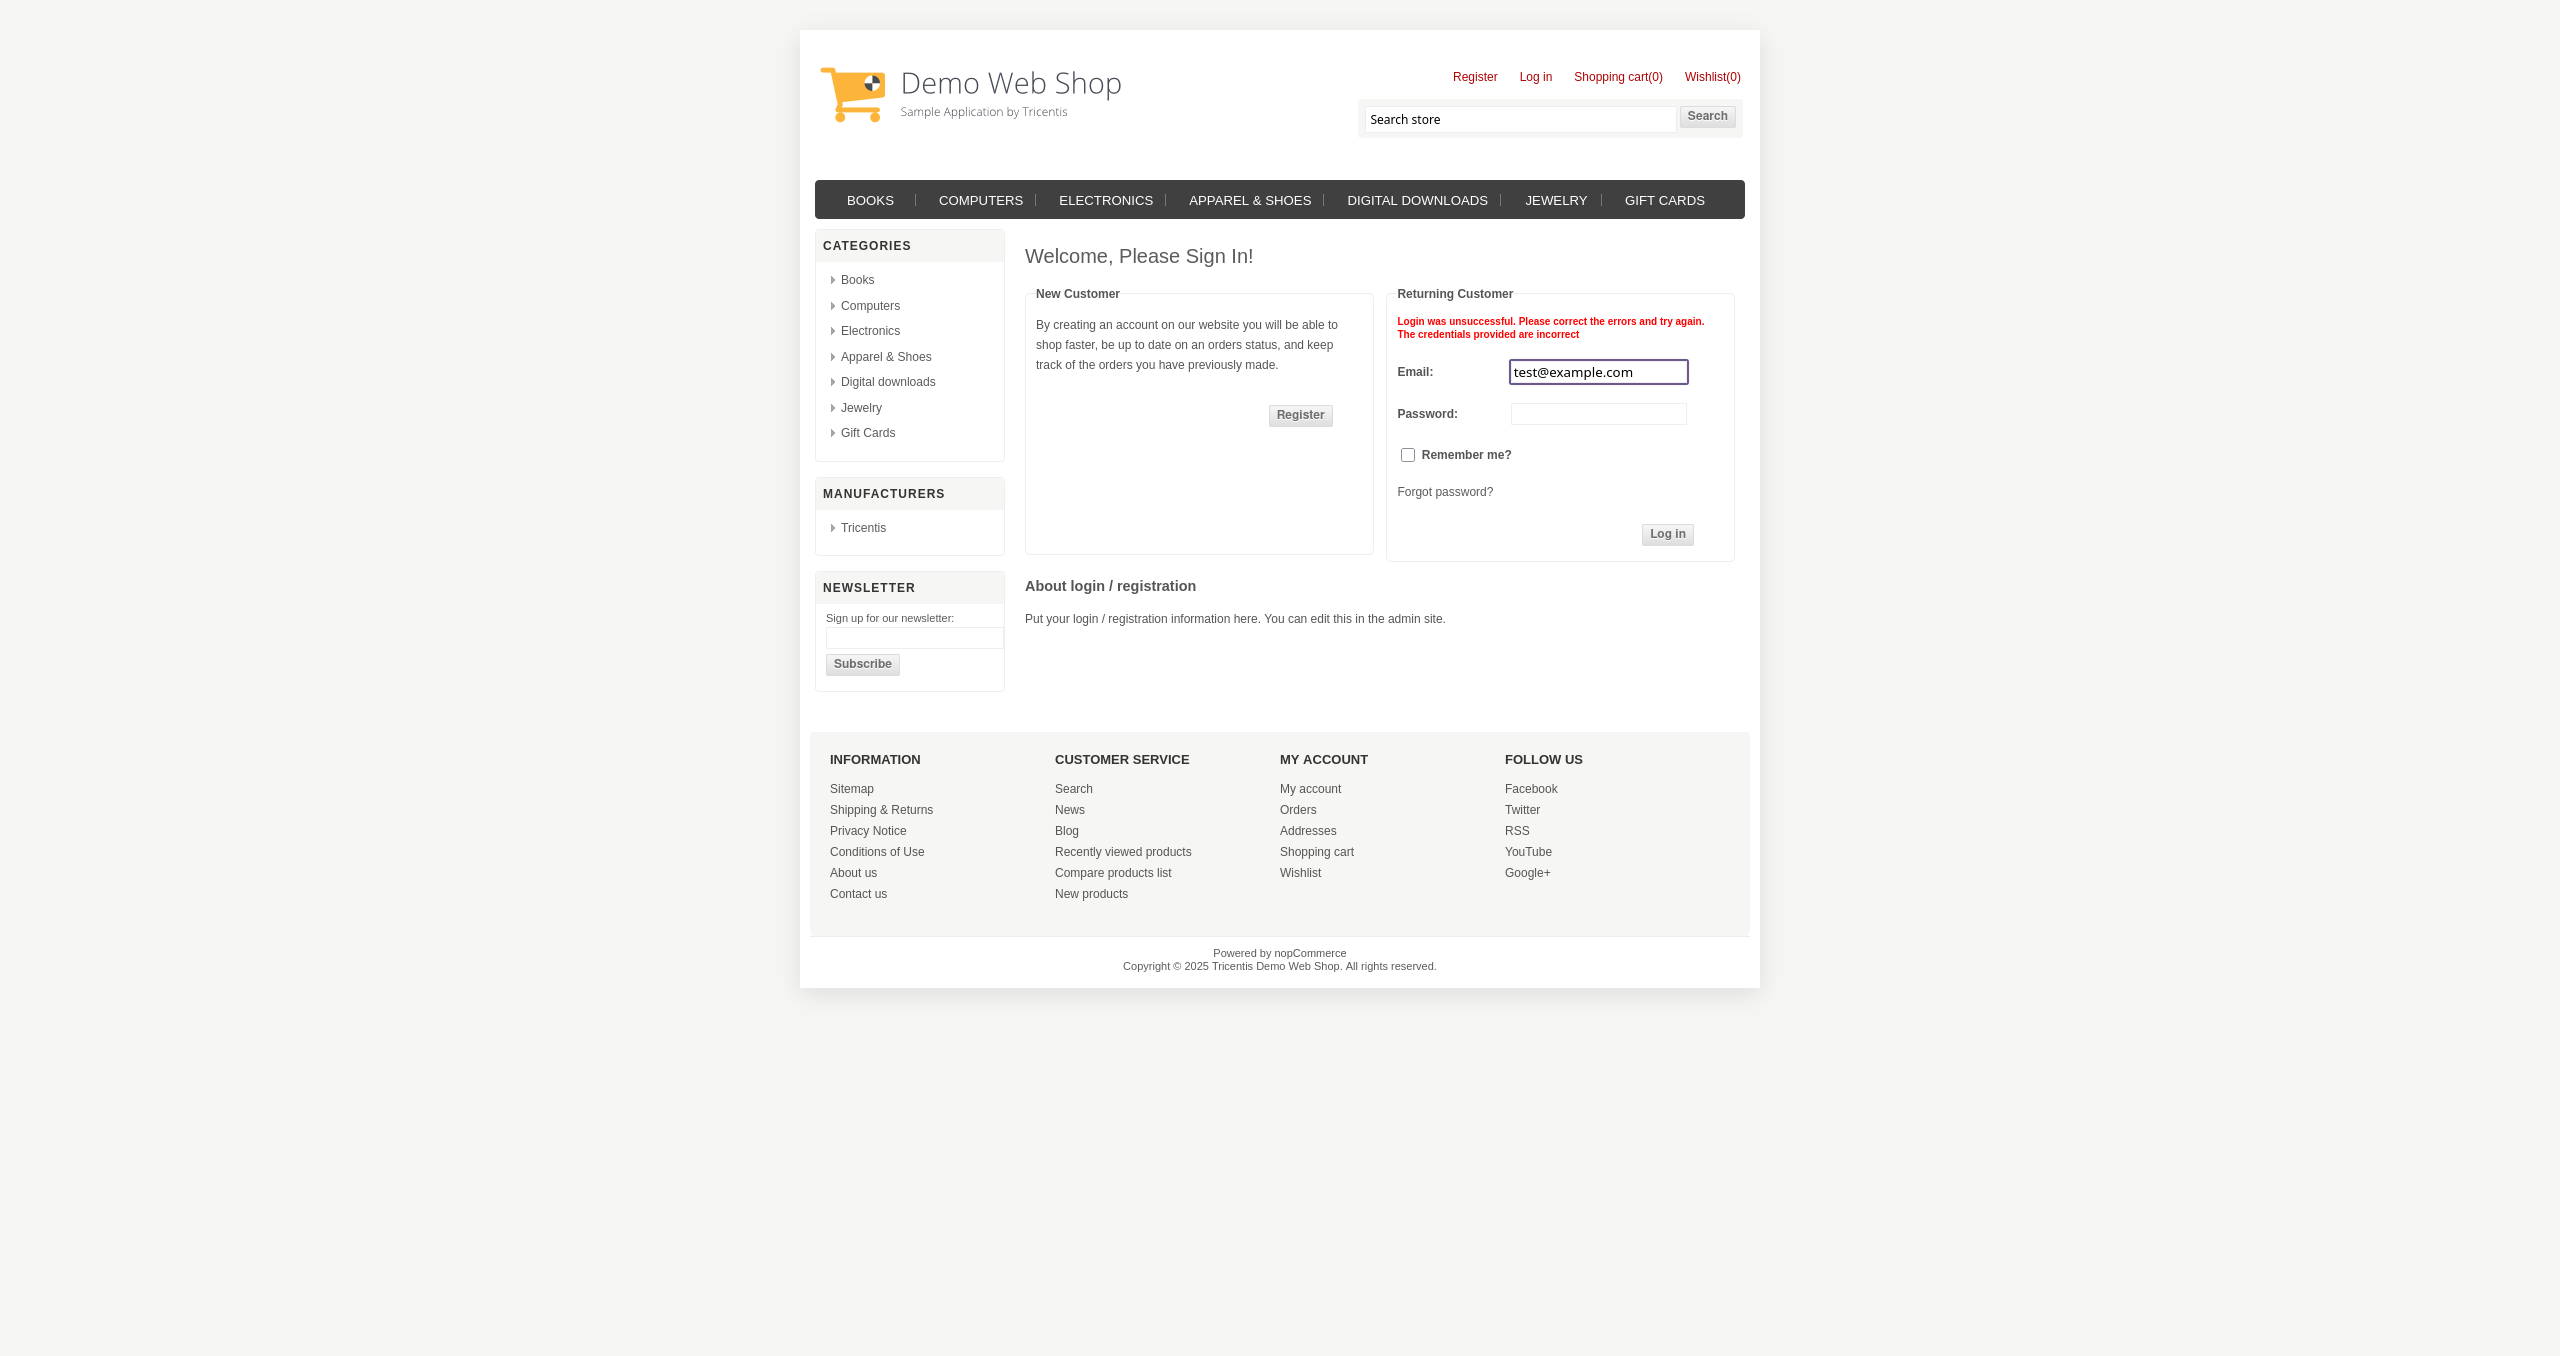 Demo Web Shop
Sample Application by Tricentis
Register Log in Shopping cart(0) Wishlist(0)
Search store Search
BOOKS COMPUTERS ELECTRONICS APPAREL & SHOES DIGITAL DOWNLOADS JEWELRY GIFT CARDS
CATEGORIES
Books
Computers
Electronics
Apparel & Shoes
Digital downloads
Jewelry
Gift Cards
MANUFACTURERS
Tricentis
NEWSLETTER
Sign up for our newsletter:
Subscribe
Welcome, Please Sign In!
New Customer
By creating an account on our website you will be able to
shop faster, be up to date on an orders status, and keep
track of the orders you have previously made.
Register
Returning Customer
Login was unsuccessful. Please correct the errors and try again.
The credentials provided are incorrect
Email: test@example.com
Password:
Remember me?
Forgot password?
Log in
About login / registration
Put your login / registration information here. You can edit this in the admin site.
INFORMATION
Sitemap
Shipping & Returns
Privacy Notice
Conditions of Use
About us
Contact us
CUSTOMER SERVICE
Search
News
Blog
Recently viewed products
Compare products list
New products
MY ACCOUNT
My account
Orders
Addresses
Shopping cart
Wishlist
FOLLOW US
Facebook
Twitter
RSS
YouTube
Google+
Powered by nopCommerce
Copyright © 2025 Tricentis Demo Web Shop. All rights reserved.